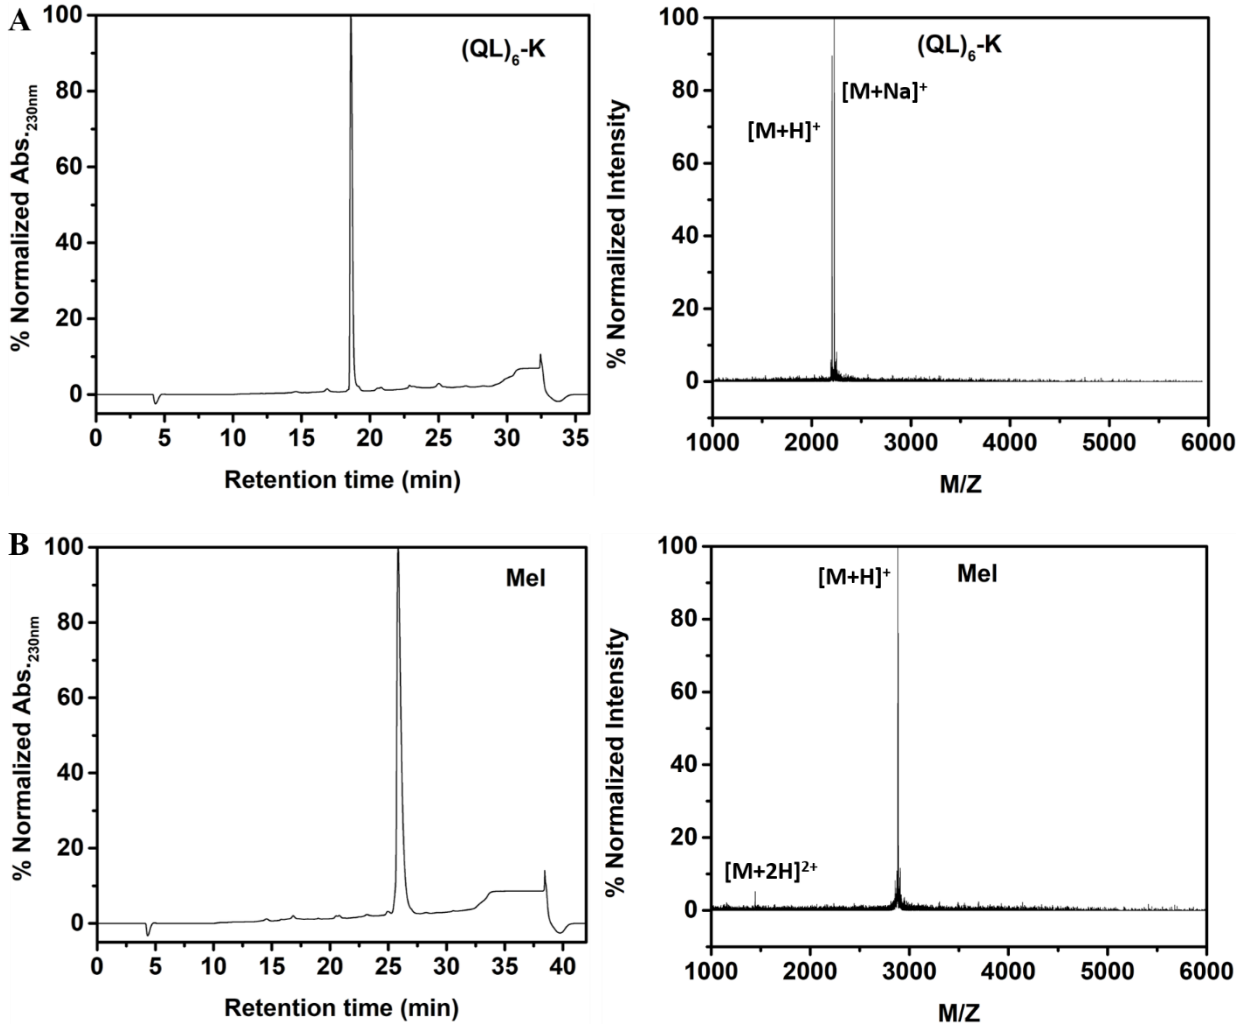 A
(QL)6-K
% Normalized Abs.230nm
100
80
60
40
20
0
0 5 10 15 20 25 30 35
Retention time (min)
(QL)6-K
[M+Na]+
[M+H]+
% Normalized Intensity
100
80
60
40
20
0
1000 2000 3000 4000 5000 6000
M/Z
B
Mel
% Normalized Abs.230nm
100
80
60
40
20
0
0 5 10 15 20 25 30 35 40
Retention time (min)
[M+H]+ Mel
[M+2H]2+
% Normalized Intensity
100
80
60
40
20
0
1000 2000 3000 4000 5000 6000
M/Z